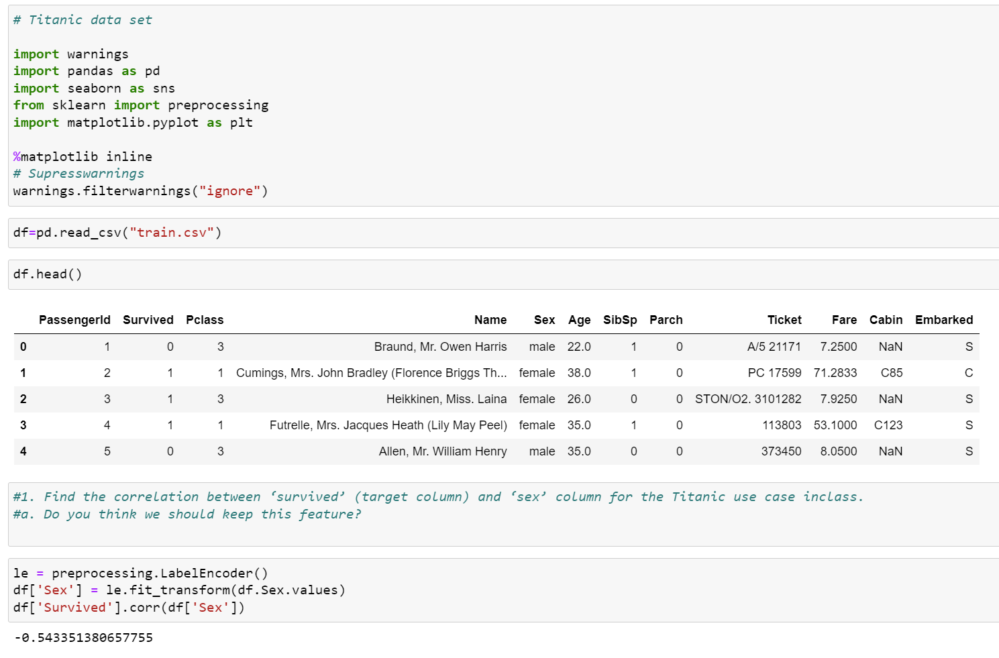 # Titanic data set
import warnings
import pandas as pd
import seaborn as sns
from sklearn import preprocessing
import matplotlib.pyplot as plt
%matplotlib inline
# Supresswarnings
warnings.filterwarnings("ignore")
df=pd.read_csv("train.csv")
df.head()
PassengerId Survived Pclass Name Sex Age SibSp Parch Ticket Fare Cabin Embarked
0 1 0 3 Braund, Mr. Owen Harris male 22.0 1 0 A/5 21171 7.2500 NaN S
1 2 1 1 Cumings, Mrs. John Bradley (Florence Briggs Th... female 38.0 1 0 PC 17599 71.2833 C85 C
2 3 1 3 Heikkinen, Miss. Laina female 26.0 0 0 STON/O2. 3101282 7.9250 NaN S
3 4 1 1 Futrelle, Mrs. Jacques Heath (Lily May Peel) female 35.0 1 0 113803 53.1000 C123 S
4 5 0 3 Allen, Mr. William Henry male 35.0 0 0 373450 8.0500 NaN S
#1. Find the correlation between ‘survived’ (target column) and ‘sex’ column for the Titanic use case inclass.
#a. Do you think we should keep this feature?
le = preprocessing.LabelEncoder()
df['Sex'] = le.fit_transform(df.Sex.values)
df['Survived'].corr(df['Sex'])
-0.543351380657755